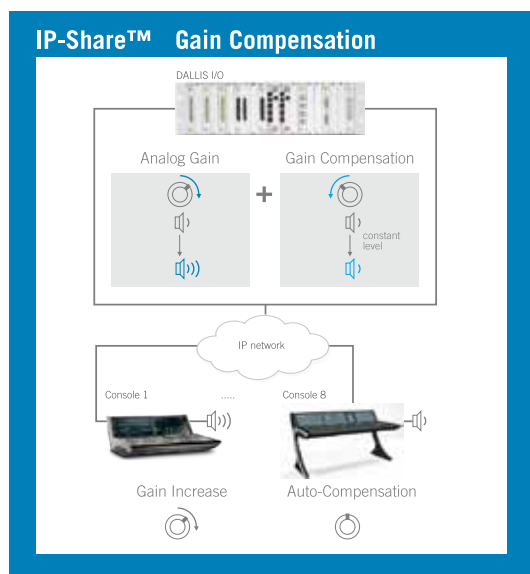 IP-Share™ Gain Compensation
DALLIS I/O
Analog Gain
Gain Compensation
+
constant
level
IP network
Console 1
.....
Console 8
Gain Increase
Auto-Compensation